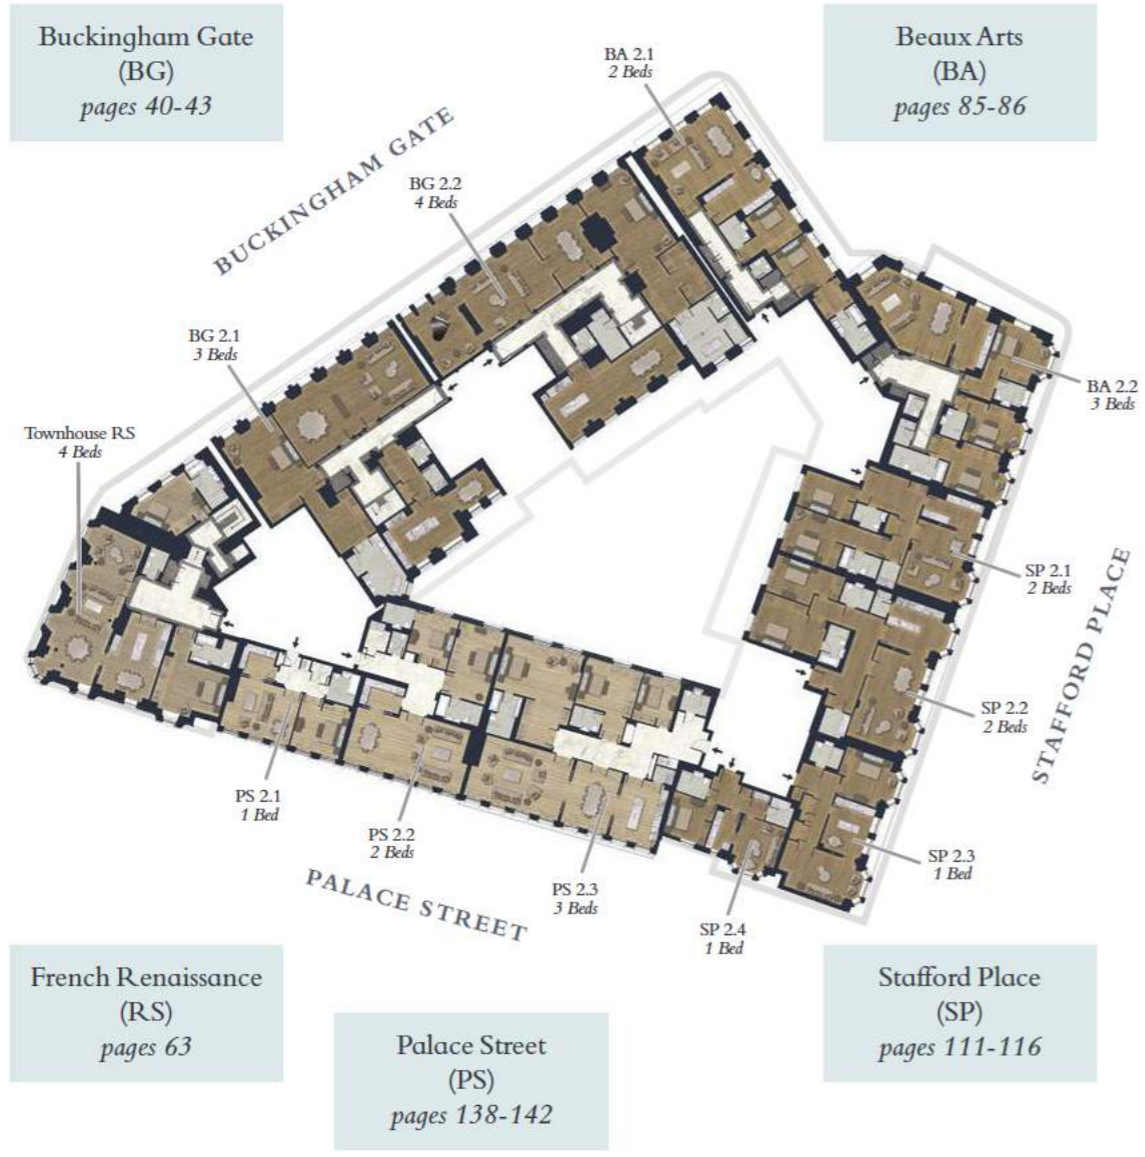 Buckingham Gate
(BG)
pages 40-43
Beaux Arts
(BA)
pages 85-86
BA 2.1
2 Beds
BUCKINGHAM GATE
BG 2.2
4 Beds
BG 2.1
3 Beds
BA 2.2
3 Beds
Townhouse RS
4 Beds
SP 2.1
2 Beds
STAFFORD PLACE
SP 2.2
2 Beds
PS 2.1
1 Bed
PS 2.2
2 Beds
SP 2.3
1 Bed
PS 2.3
3 Beds
PALACE STREET
SP 2.4
1 Bed
French Renaissance
(RS)
pages 63
Palace Street
(PS)
pages 138-142
Stafford Place
(SP)
pages 111-116